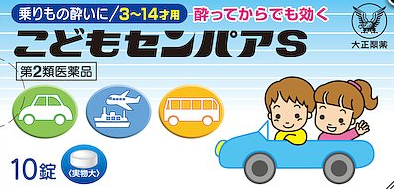 乗りもの酔いに/3〜14才用 酔ってからでも効く
こどもセンパアS
大正製薬
第2類医薬品
10錠
〈実物大〉